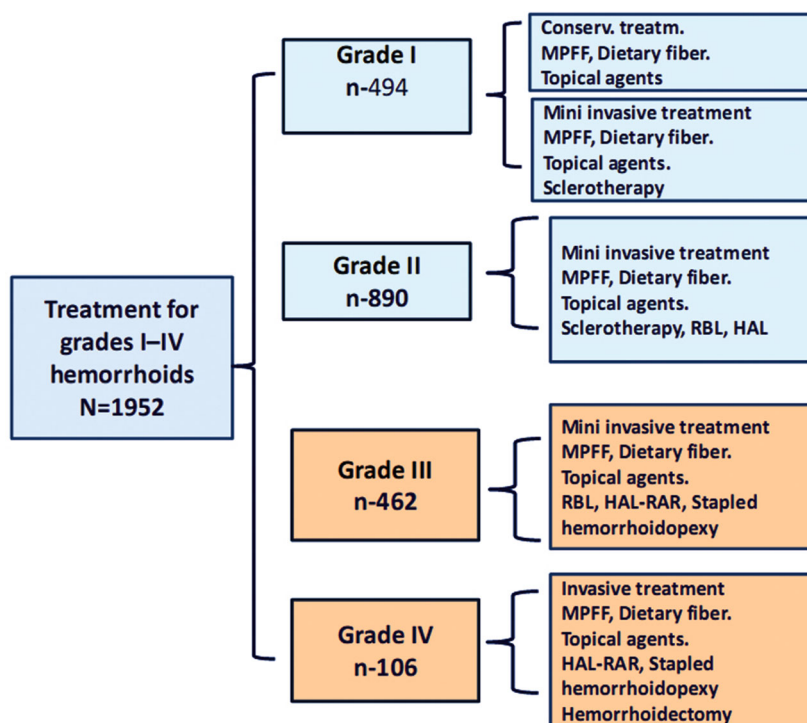 Treatment for
grades I–IV
hemorrhoids
N=1952
Grade I
n-494
Conserv. treatm.
MPFF, Dietary fiber.
Topical agents
Mini invasive treatment
MPFF, Dietary fiber.
Topical agents.
Sclerotherapy
Grade II
n-890
Mini invasive treatment
MPFF, Dietary fiber.
Topical agents.
Sclerotherapy, RBL, HAL
Grade III
n-462
Mini invasive treatment
MPFF, Dietary fiber.
Topical agents.
RBL, HAL-RAR, Stapled
hemorrhoidopexy
Grade IV
n-106
Invasive treatment
MPFF, Dietary fiber.
Topical agents.
HAL-RAR, Stapled
hemorrhoidopexy
Hemorrhoidectomy